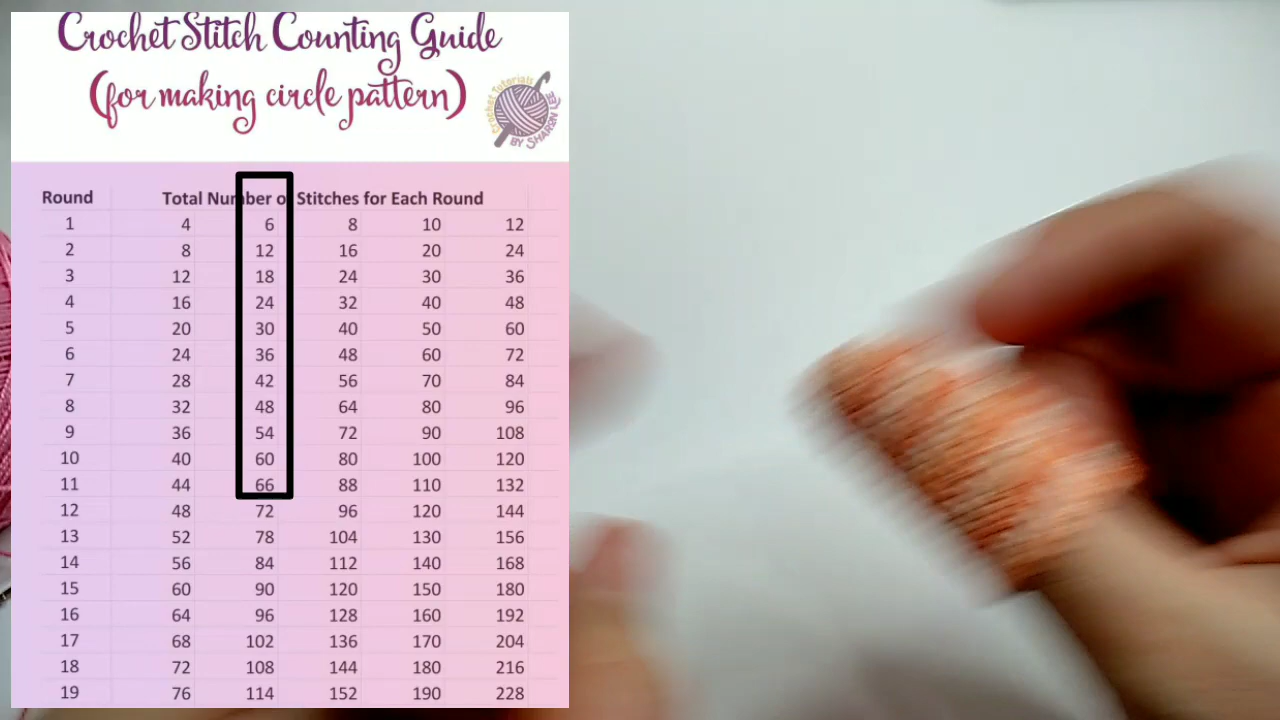 Crochet Stitch Counting Guide
(for making circle pattern)
Crochet Tutorials
BY SHARON LEE
Round Total Number o Stitches for Each Round
1 4 6 8 10 12
2 8 12 16 20 24
3 12 18 24 30 36
4 16 24 32 40 48
5 20 30 40 50 60
6 24 36 48 60 72
7 28 42 56 70 84
8 32 48 64 80 96
9 36 54 72 90 108
10 40 60 80 100 120
11 44 66 88 110 132
12 48 72 96 120 144
13 52 78 104 130 156
14 56 84 112 140 168
15 60 90 120 150 180
16 64 96 128 160 192
17 68 102 136 170 204
18 72 108 144 180 216
19 76 114 152 190 228